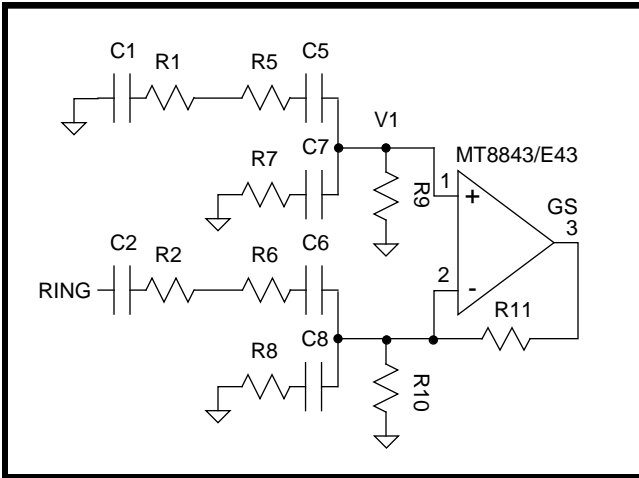 C1
R1
R5
C5
V1
MT8843/E43
R7
C7
R9
1
+
GS
3
C2
R2
R6
C6
RING
2
-
R11
R8
C8
R10